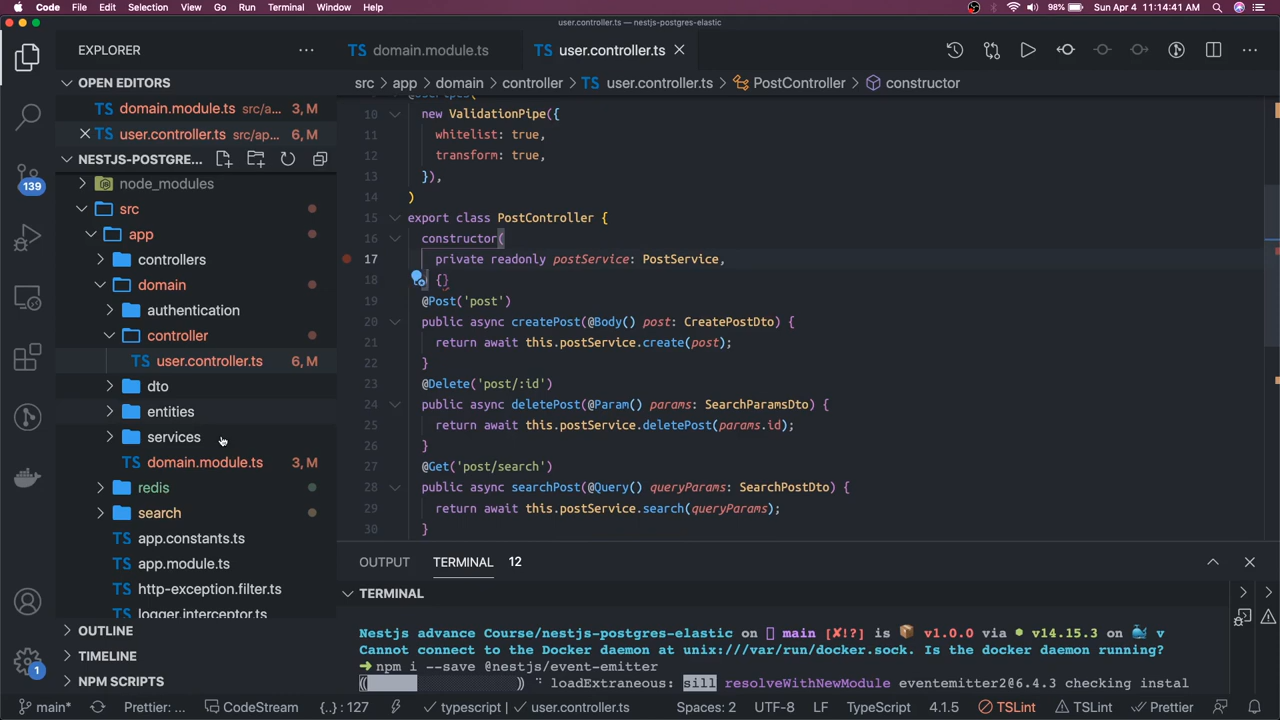 Code File Edit Selection View Go Run Terminal Window Help 98% Sun Apr 4 11:14:41 AM
user.controller.ts — nestjs-postgres-elastic
EXPLORER
TS domain.module.ts
TS user.controller.ts
OPEN EDITORS
src app domain controller TS user.controller.ts PostController constructor
TS domain.module.ts src/a... 3, M
TS user.controller.ts src/ap... 6, M
NESTJS-POSTGRE...
node_modules
src
app
controllers
domain
authentication
controller
TS user.controller.ts 6, M
dto
entities
services
TS domain.module.ts 3, M
redis
search
TS app.constants.ts
TS app.module.ts
TS http-exception.filter.ts
TS logger.interceptor.ts
OUTLINE
TIMELINE
NPM SCRIPTS
139
1
10 new ValidationPipe({
11 whitelist: true,
12 transform: true,
13 }),
14 )
15 export class PostController {
16 constructor(
17 private readonly postService: PostService,
18 {}
19 @Post('post')
20 public async createPost(@Body() post: CreatePostDto) {
21 return await this.postService.create(post);
22 }
23 @Delete('post/:id')
24 public async deletePost(@Param() params: SearchParamsDto) {
25 return await this.postService.deletePost(params.id);
26 }
27 @Get('post/search')
28 public async searchPost(@Query() queryParams: SearchPostDto) {
29 return await this.postService.search(queryParams);
30 }
OUTPUT TERMINAL 12
TERMINAL
Nestjs advance Course/nestjs-postgres-elastic on main [✘!?] is 📦 v1.0.0 via v14.15.3 on 🐳 v
Cannot connect to the Docker daemon at unix:///var/run/docker.sock. Is the docker daemon running?
➜ npm i --save @nestjs/event-emitter
loadExtraneous: sill resolveWithNewModule eventemitter2@6.4.3 checking instal
main* Prettier: ... CodeStream {..} : 127 typescript | user.controller.ts Spaces: 2 UTF-8 LF TypeScript 4.1.5 TSLint TSLint Prettier